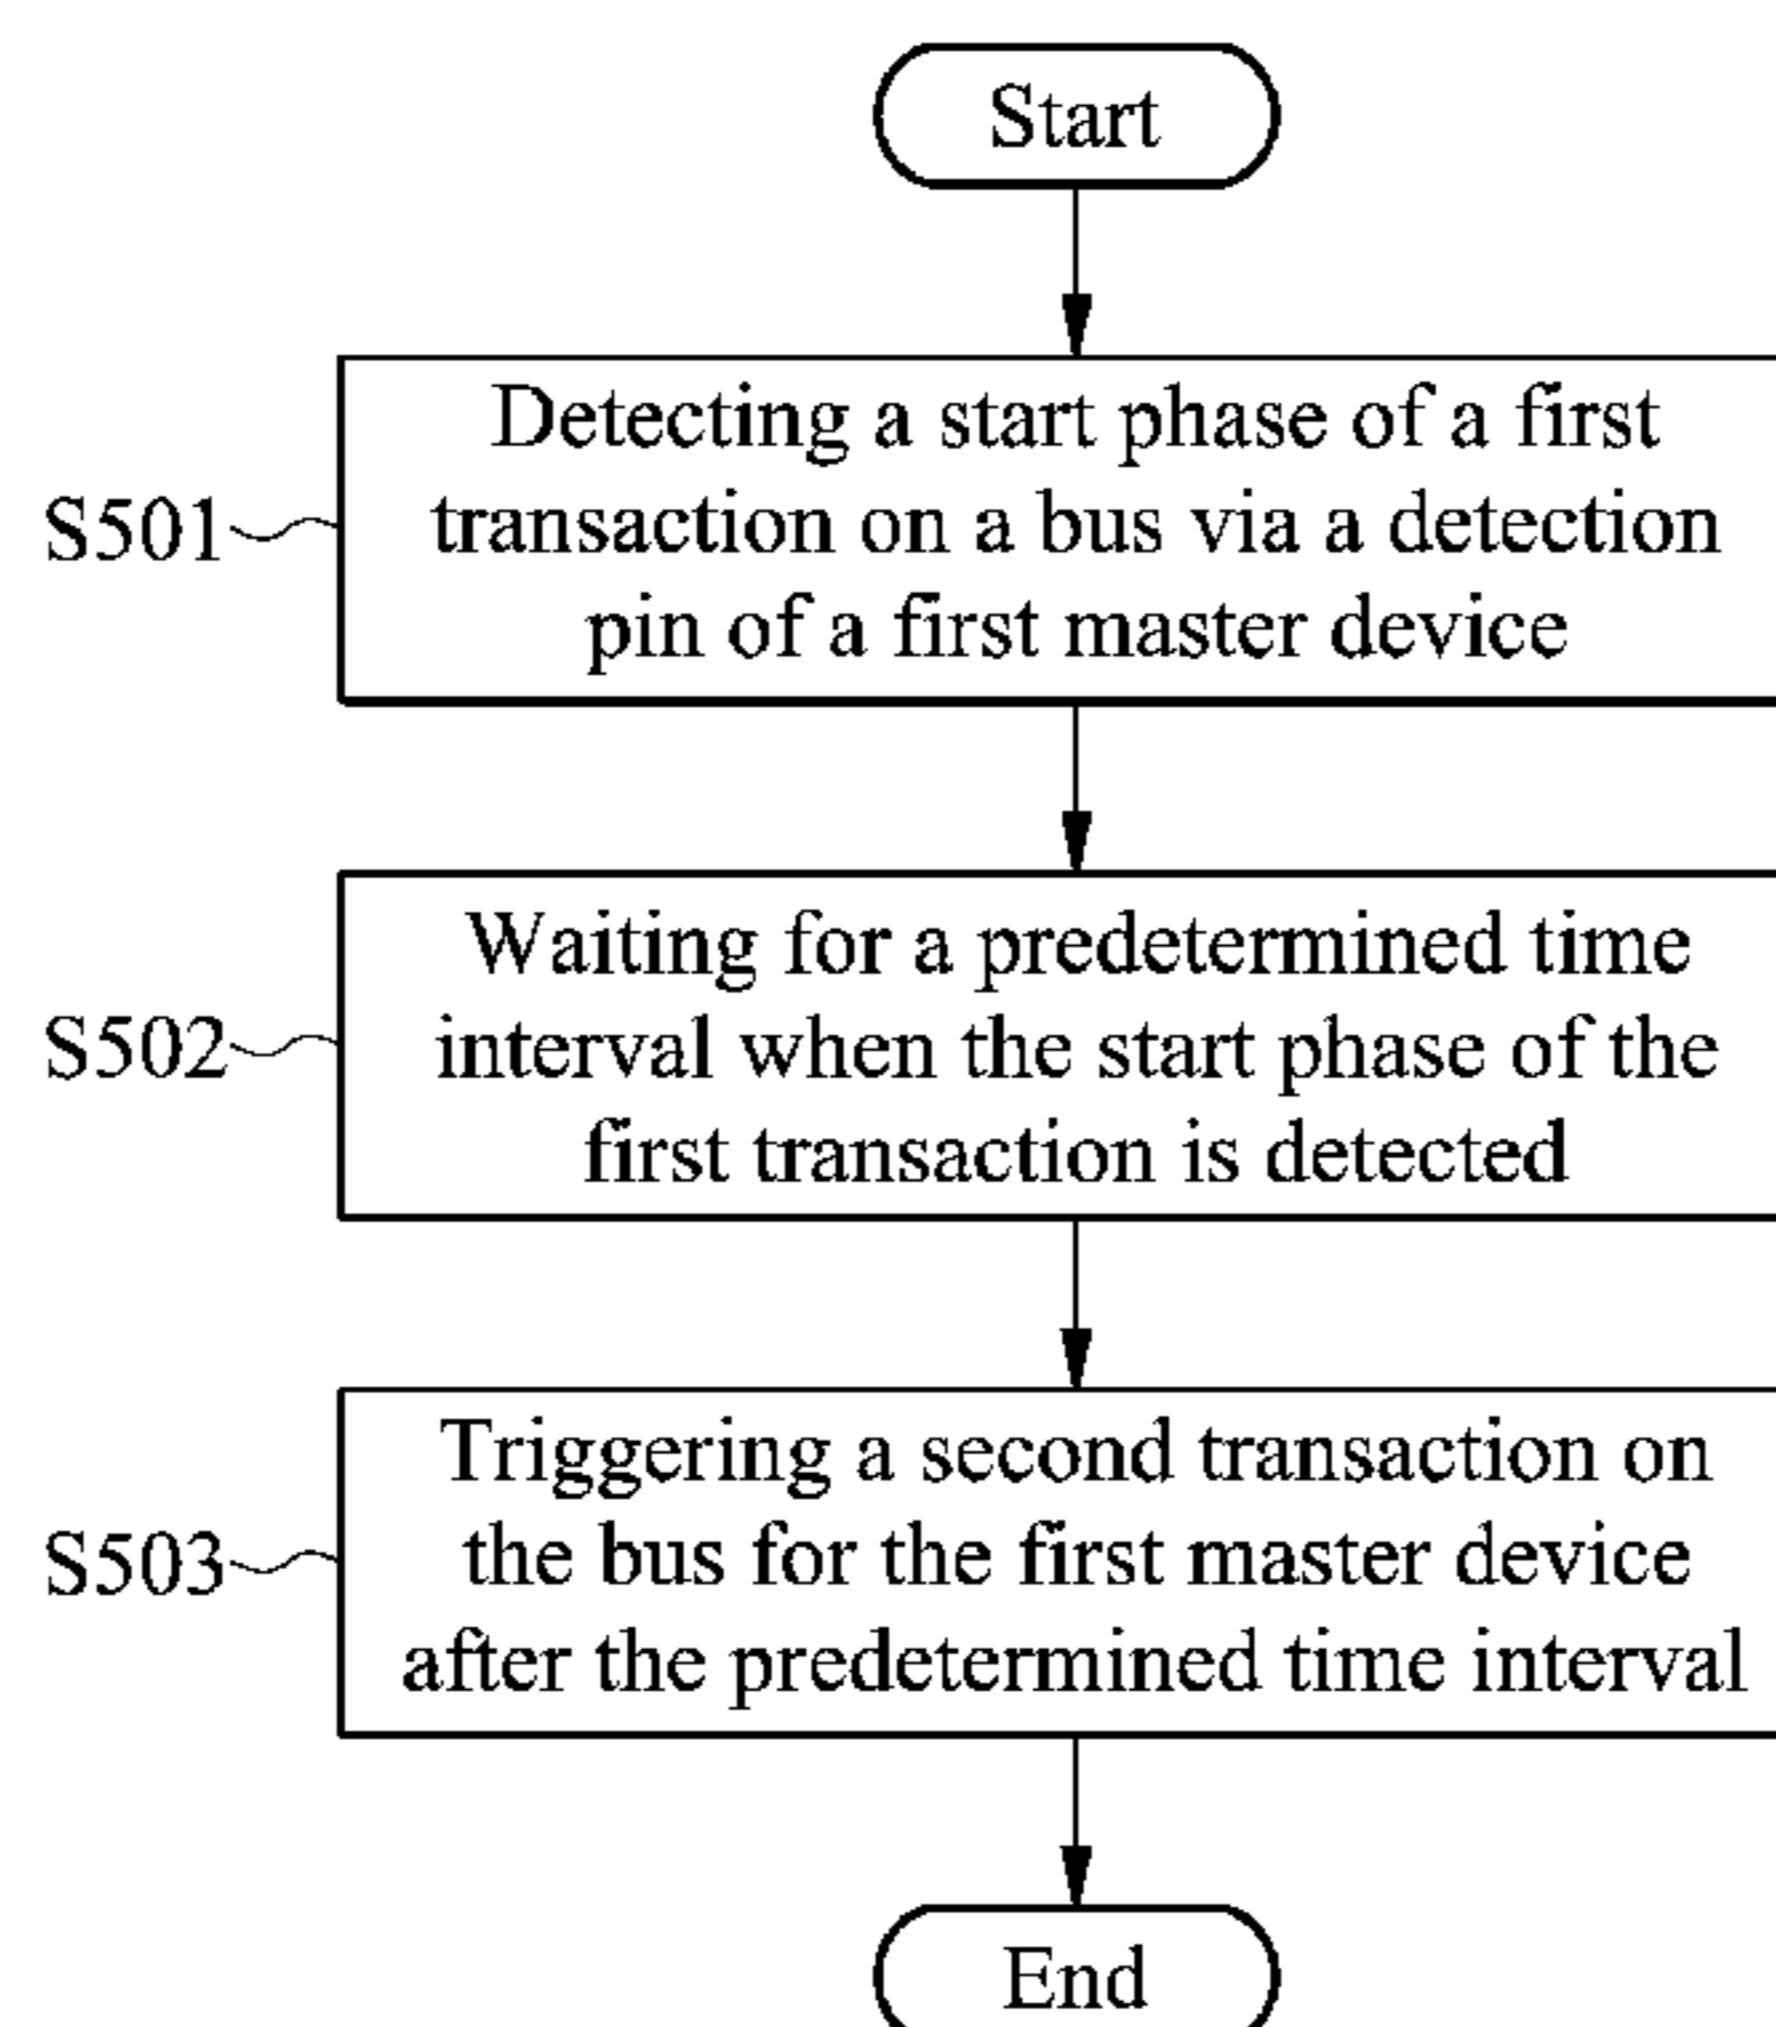 Start
S501
Detecting a start phase of a first
transaction on a bus via a detection
pin of a first master device
S502
Waiting for a predetermined time
interval when the start phase of the
first transaction is detected
S503
Triggering a second transaction on
the bus for the first master device
after the predetermined time interval
End